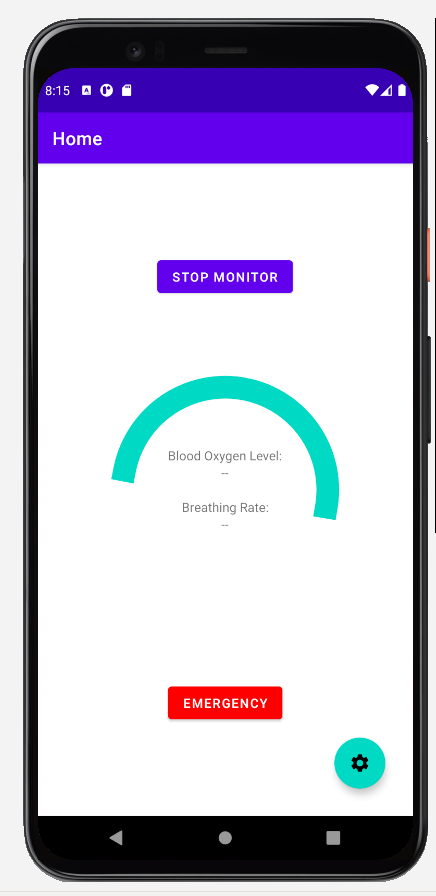 8:15
Home
STOP MONITOR
Blood Oxygen Level:
--
Breathing Rate:
--
EMERGENCY